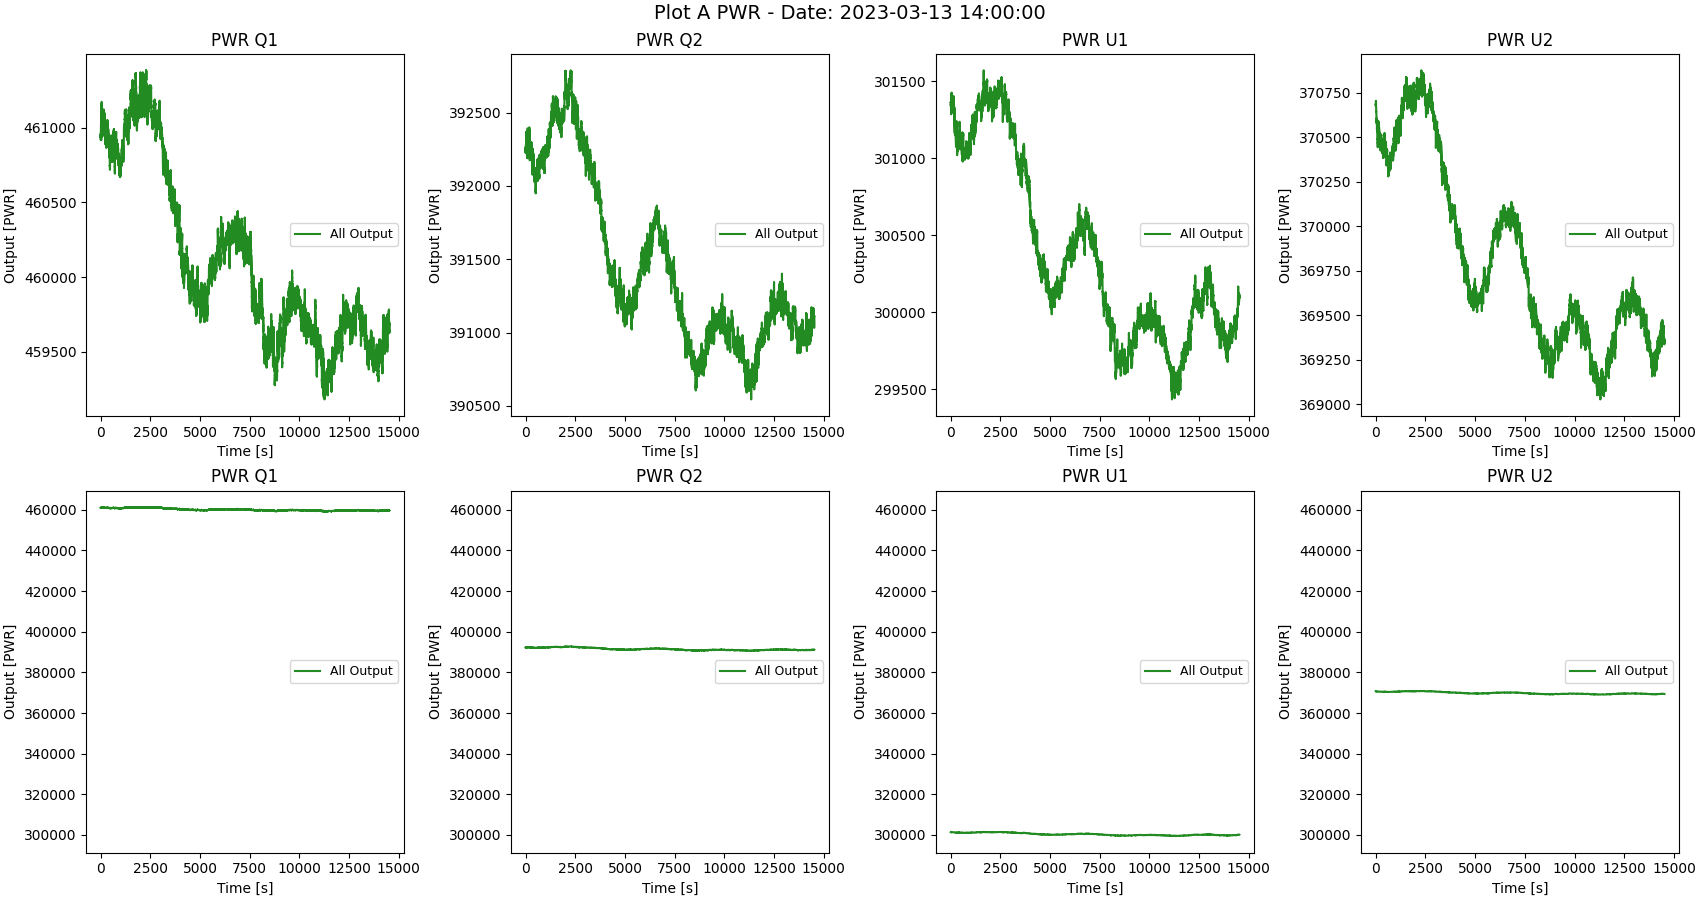 Plot A PWR - Date: 2023-03-13 14:00:00
PWR Q1
Output [PWR]
461000
460500
460000
459500
All Output
0 2500 5000 7500 10000 12500 15000
Time [s]
PWR Q2
Output [PWR]
392500
392000
391500
391000
390500
All Output
0 2500 5000 7500 10000 12500 15000
Time [s]
PWR U1
Output [PWR]
301500
301000
300500
300000
299500
All Output
0 2500 5000 7500 10000 12500 15000
Time [s]
PWR U2
Output [PWR]
370750
370500
370250
370000
369750
369500
369250
369000
All Output
0 2500 5000 7500 10000 12500 15000
Time [s]
PWR Q1
Output [PWR]
460000
440000
420000
400000
380000
360000
340000
320000
300000
All Output
0 2500 5000 7500 10000 12500 15000
Time [s]
PWR Q2
Output [PWR]
460000
440000
420000
400000
380000
360000
340000
320000
300000
All Output
0 2500 5000 7500 10000 12500 15000
Time [s]
PWR U1
Output [PWR]
460000
440000
420000
400000
380000
360000
340000
320000
300000
All Output
0 2500 5000 7500 10000 12500 15000
Time [s]
PWR U2
Output [PWR]
460000
440000
420000
400000
380000
360000
340000
320000
300000
All Output
0 2500 5000 7500 10000 12500 15000
Time [s]